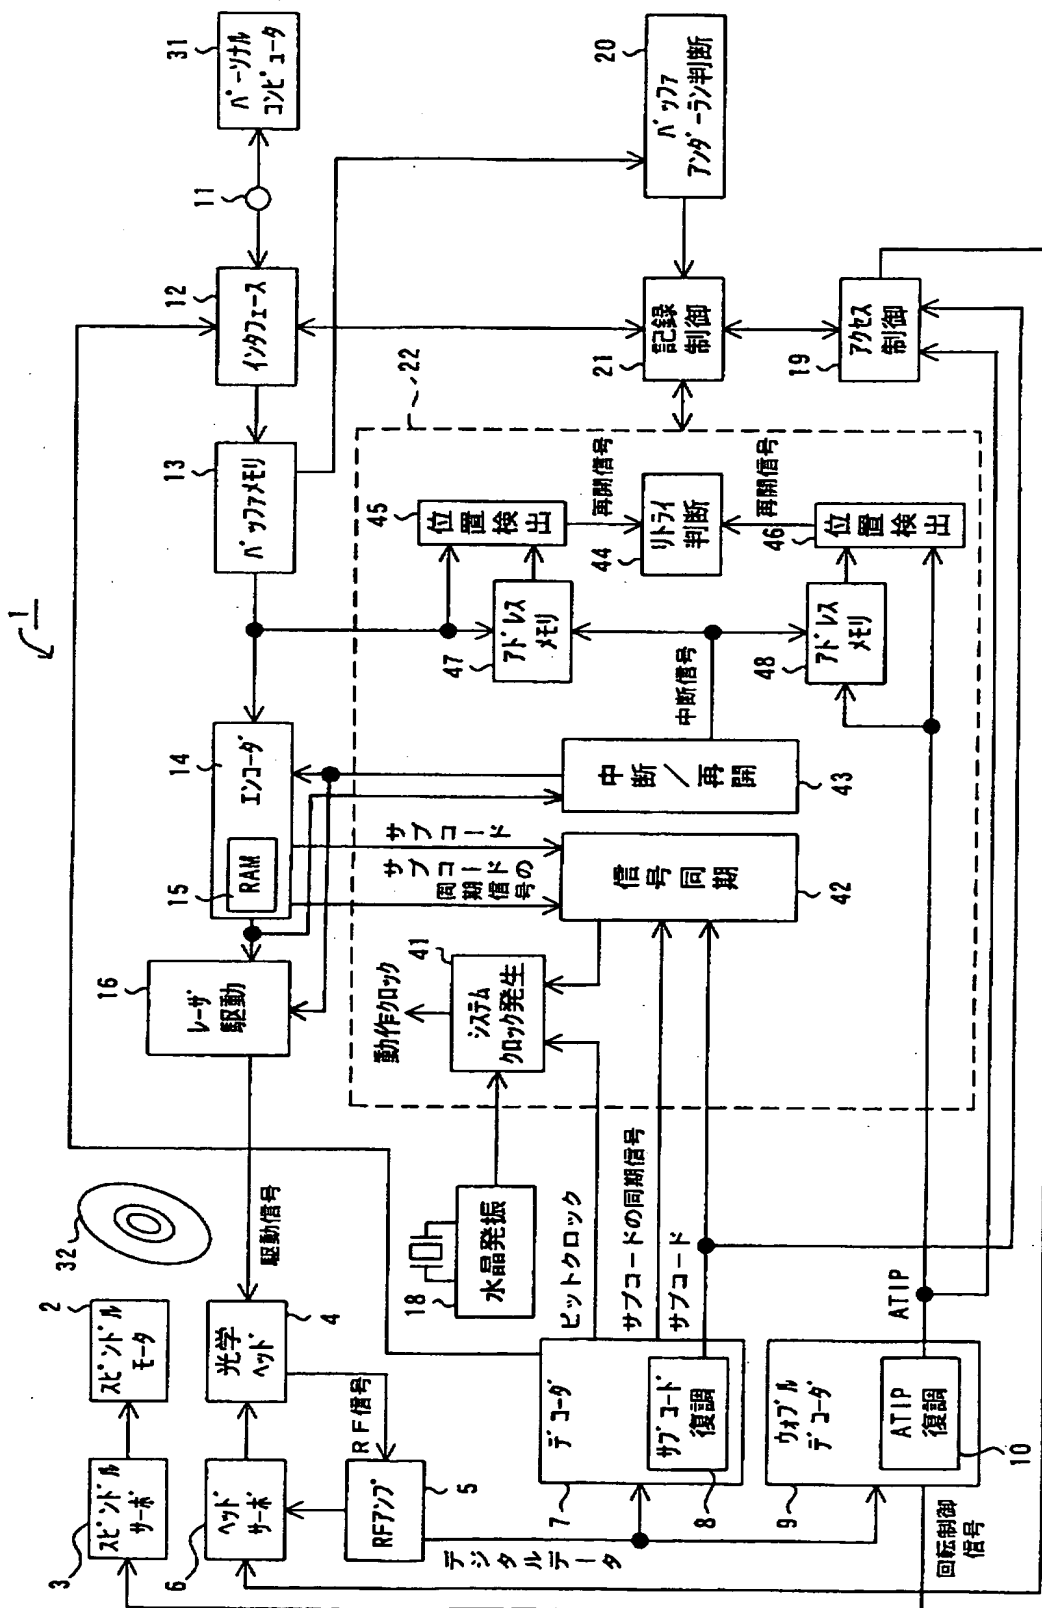 1
32
2
スピンドル
モータ
3
スピンドル
サーボ
4
光学
ヘッド
6
ヘッド
サーボ
5
RFアンプ
RF信号
駆動信号
16
レーザ
駆動
14
エンコーダ
15
RAM
13
バッファメモリ
12
インタフェース
11
31
パーソナル
コンピュータ
20
バッファ
アンダーラン判断
21
記録
制御
19
アクセス
制御
22
45
位置検出
再開信号
44
リトライ
判断
再開信号
46
位置検出
47
アドレス
メモリ
48
アドレス
メモリ
中断信号
43
中断/再開
42
信号同期
サブコード
サブコードの
同期信号
41
システム
クロック発生
動作クロック
18
水晶発振
ビットクロック
サブコードの同期信号
サブコード
ATIP
7
デコーダ
8
サブコード
復調
9
ウォブル
デコーダ
10
ATIP
復調
デジタルデータ
回転制御
信号